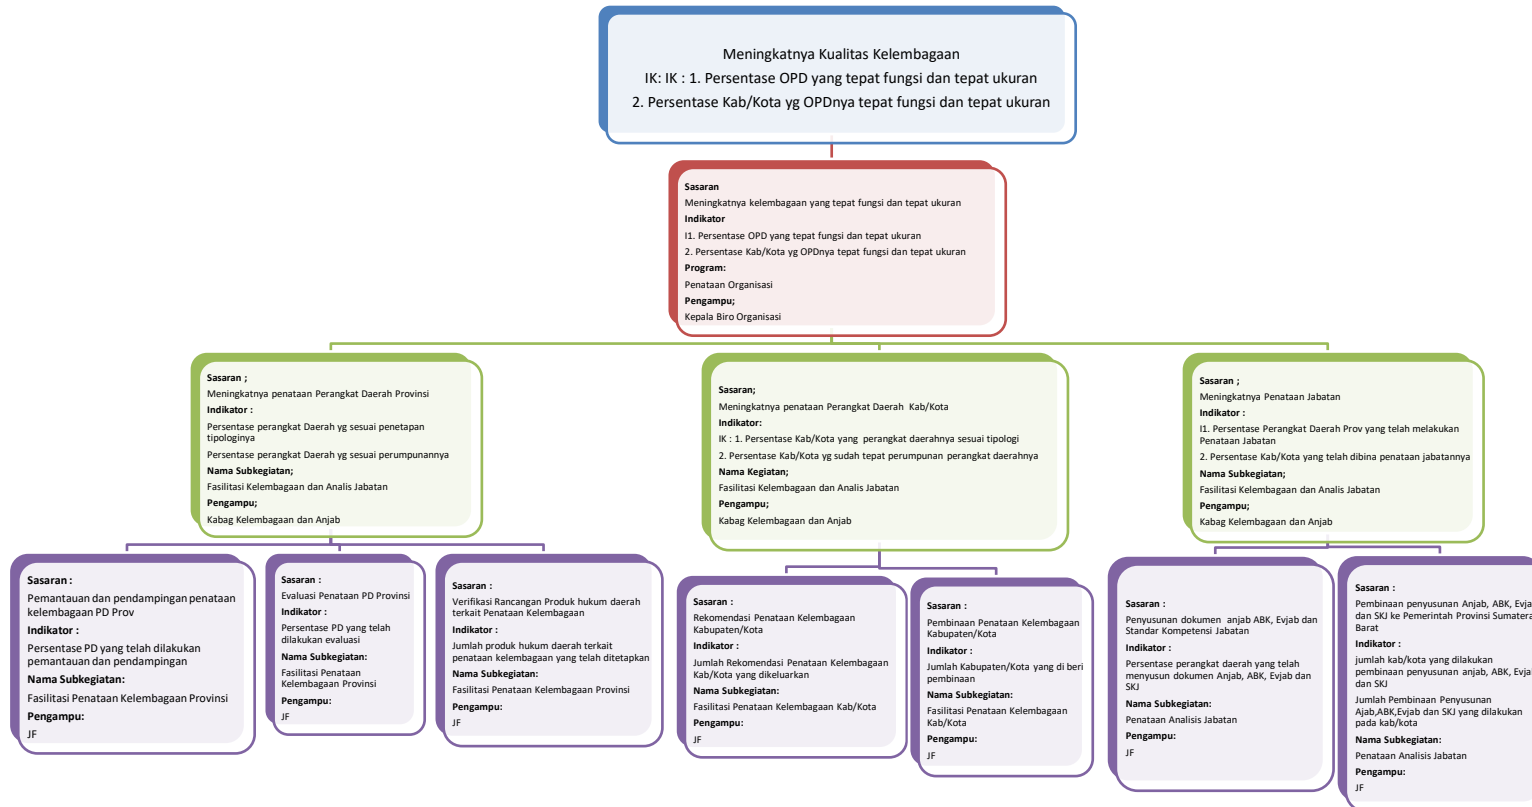 Meningkatnya Kualitas Kelembagaan
IK: IK : 1. Persentase OPD yang tepat fungsi dan tepat ukuran
2. Persentase Kab/Kota yg OPDnya tepat fungsi dan tepat ukuran
Sasaran
Meningkatnya kelembagaan yang tepat fungsi dan tepat ukuran
Indikator
I1. Persentase OPD yang tepat fungsi dan tepat ukuran
2. Persentase Kab/Kota yg OPDnya tepat fungsi dan tepat ukuran
Program:
Penataan Organisasi
Pengampu;
Kepala Biro Organisasi
Sasaran ;
Meningkatnya penataan Perangkat Daerah Provinsi
Indikator :
Persentase perangkat Daerah yg sesuai penetapan
tipologinya
Persentase perangkat Daerah yg sesuai perumpunannya
Nama Subkegiatan;
Fasilitasi Kelembagaan dan Analis Jabatan
Pengampu;
Kabag Kelembagaan dan Anjab
Sasaran;
Meningkatnya penataan Perangkat Daerah Kab/Kota
Indikator:
IK : 1. Persentase Kab/Kota yang perangkat daerahnya sesuai tipologi
2. Persentase Kab/Kota yg sudah tepat perumpunan perangkat daerahnya
Nama Kegiatan;
Fasilitasi Kelembagaan dan Analis Jabatan
Pengampu;
Kabag Kelembagaan dan Anjab
Sasaran ;
Meningkatnya Penataan Jabatan
Indikator :
I1. Persentase Perangkat Daerah Prov yang telah melakukan
Penataan Jabatan
2. Persentase Kab/Kota yang telah dibina penataan jabatannya
Nama Subkegiatan;
Fasilitasi Kelembagaan dan Analis Jabatan
Pengampu;
Kabag Kelembagaan dan Anjab
Sasaran :
Pemantauan dan pendampingan penataan
kelembagaan PD Prov
Indikator :
Persentase PD yang telah dilakukan
pemantauan dan pendampingan
Nama Subkegiatan:
Fasilitasi Penataan Kelembagaan Provinsi
Pengampu:
JF
Sasaran :
Evaluasi Penataan PD Provinsi
Indikator :
Persentase PD yang telah
dilakukan evaluasi
Nama Subkegiatan:
Fasilitasi Penataan
Kelembagaan Provinsi
Pengampu:
JF
Sasaran :
Verifikasi Rancangan Produk hukum daerah
terkait Penataan Kelembagaan
Indikator :
Jumlah produk hukum daerah terkait
penataan kelembagaan yang telah ditetapkan
Nama Subkegiatan:
Fasilitasi Penataan Kelembagaan Provinsi
Pengampu:
JF
Sasaran :
Rekomendasi Penataan Kelembagaan
Kabupaten/Kota
Indikator :
Jumlah Rekomendasi Penataan Kelembagaan
Kab/Kota yang dikeluarkan
Nama Subkegiatan:
Fasilitasi Penataan Kelembagaan Kab/Kota
Pengampu:
JF
Sasaran :
Pembinaan Penataan Kelembagaan
Kabupaten/Kota
Indikator :
Jumlah Kabupaten/Kota yang di beri
pembinaan
Nama Subkegiatan:
Fasilitasi Penataan Kelembagaan
Kab/Kota
Pengampu:
JF
Sasaran :
Penyusunan dokumen anjab ABK, Evjab dan
Standar Kompetensi Jabatan
Indikator :
Persentase perangkat daerah yang telah
menyusun dokumen Anjab, ABK, Evjab dan
SKJ
Nama Subkegiatan:
Penataan Analisis Jabatan
Pengampu:
JF
Sasaran :
Pembinaan penyusunan Anjab, ABK,
dan SKJ ke Pemerintah Provinsi Sumatera
Barat
Indikator :
jumlah kab/kota yang dilakukan
pembinaan penyusunan anjab, ABK,
dan SKJ
Jumlah Pembinaan Penyusunan
Ajab,ABK,Evjab dan SKJ yang dilakukan
pada kab/kota
Nama Subkegiatan:
Penataan Analisis Jabatan
Pengampu:
JF